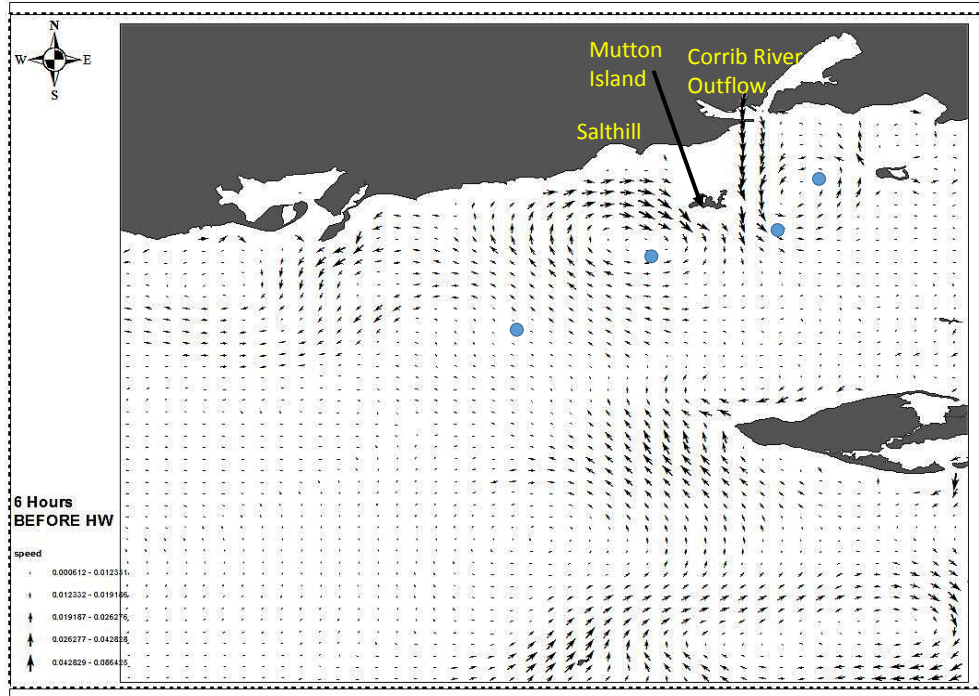 N
W E
S
Mutton
Island
Corrib River
Outflow
Salthill
6 Hours
BEFORE HW
speed
0.000612 - 0.012331
0.012332 - 0.019186
0.019187 - 0.026276
0.026277 - 0.042828
0.042829 - 0.086425